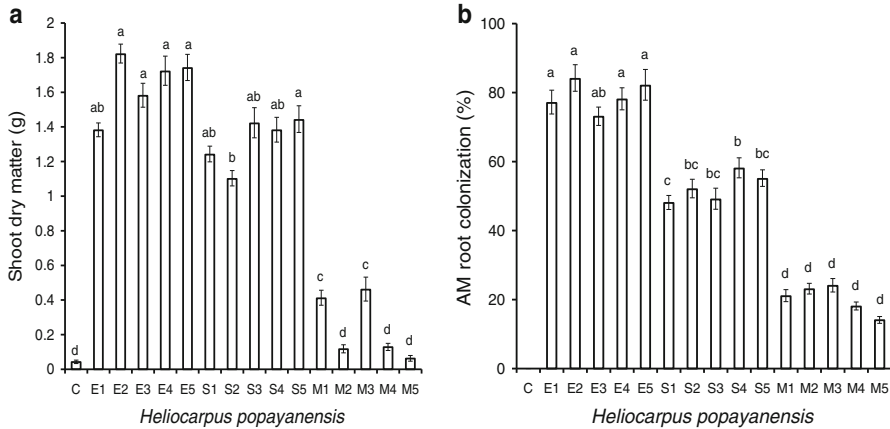 a
Shoot dry matter (g)
2
1.8
1.6
1.4
1.2
1
0.8
0.6
0.4
0.2
0
d
ab
a
a
a
a
ab
b
ab
ab
a
c
d
c
d
d
C E1 E2 E3 E4 E5 S1 S2 S3 S4 S5 M1 M2 M3 M4 M5
Heliocarpus popayanensis
b
AM root colonization (%)
100
80
60
40
20
0
a
a
ab
a
a
c
bc
bc
b
bc
d
d
d
d
d
C E1 E2 E3 E4 E5 S1 S2 S3 S4 S5 M1 M2 M3 M4 M5
Heliocarpus popayanensis